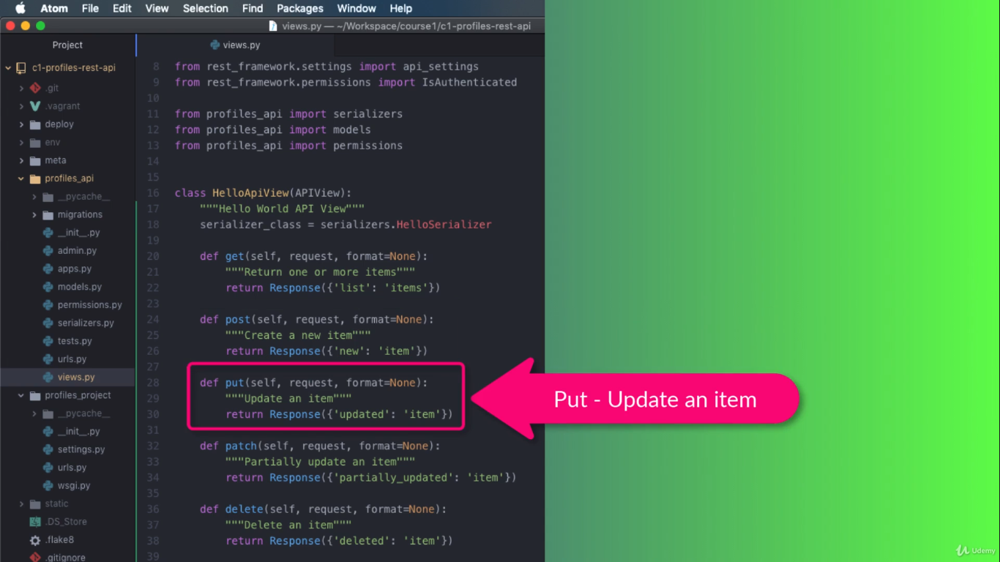 Atom File Edit View Selection Find Packages Window Help
views.py — ~/Workspace/course1/c1-profiles-rest-api
Project
views.py
c1-profiles-rest-api
.git
.vagrant
deploy
env
meta
profiles_api
__pycache__
migrations
__init__.py
admin.py
apps.py
models.py
permissions.py
serializers.py
tests.py
urls.py
views.py
profiles_project
__pycache__
__init__.py
settings.py
urls.py
wsgi.py
static
.DS_Store
.flake8
.gitignore
8 from rest_framework.settings import api_settings
9 from rest_framework.permissions import IsAuthenticated
10
11 from profiles_api import serializers
12 from profiles_api import models
13 from profiles_api import permissions
14
15
16 class HelloApiView(APIView):
17 """Hello World API View"""
18 serializer_class = serializers.HelloSerializer
19
20 def get(self, request, format=None):
21 """Return one or more items"""
22 return Response({'list': 'items'})
23
24 def post(self, request, format=None):
25 """Create a new item"""
26 return Response({'new': 'item'})
27
28 def put(self, request, format=None):
29 """Update an item"""
30 return Response({'updated': 'item'})
31
32 def patch(self, request, format=None):
33 """Partially update an item"""
34 return Response({'partially_updated': 'item'})
35
36 def delete(self, request, format=None):
37 """Delete an item"""
38 return Response({'deleted': 'item'})
39
Put - Update an item
Udemy